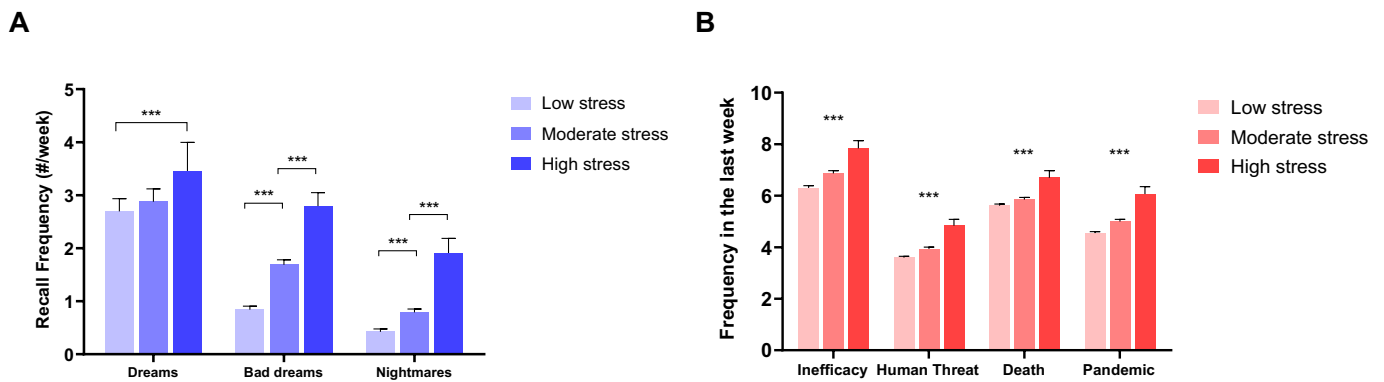 A
Recall Frequency (#/week)
5
4
3
2
1
0
***
***
***
***
***
Dreams
Bad dreams
Nightmares
Low stress
Moderate stress
High stress
B
Frequency in the last week
10
8
6
4
2
0
***
***
***
***
Inefficacy
Human Threat
Death
Pandemic
Low stress
Moderate stress
High stress